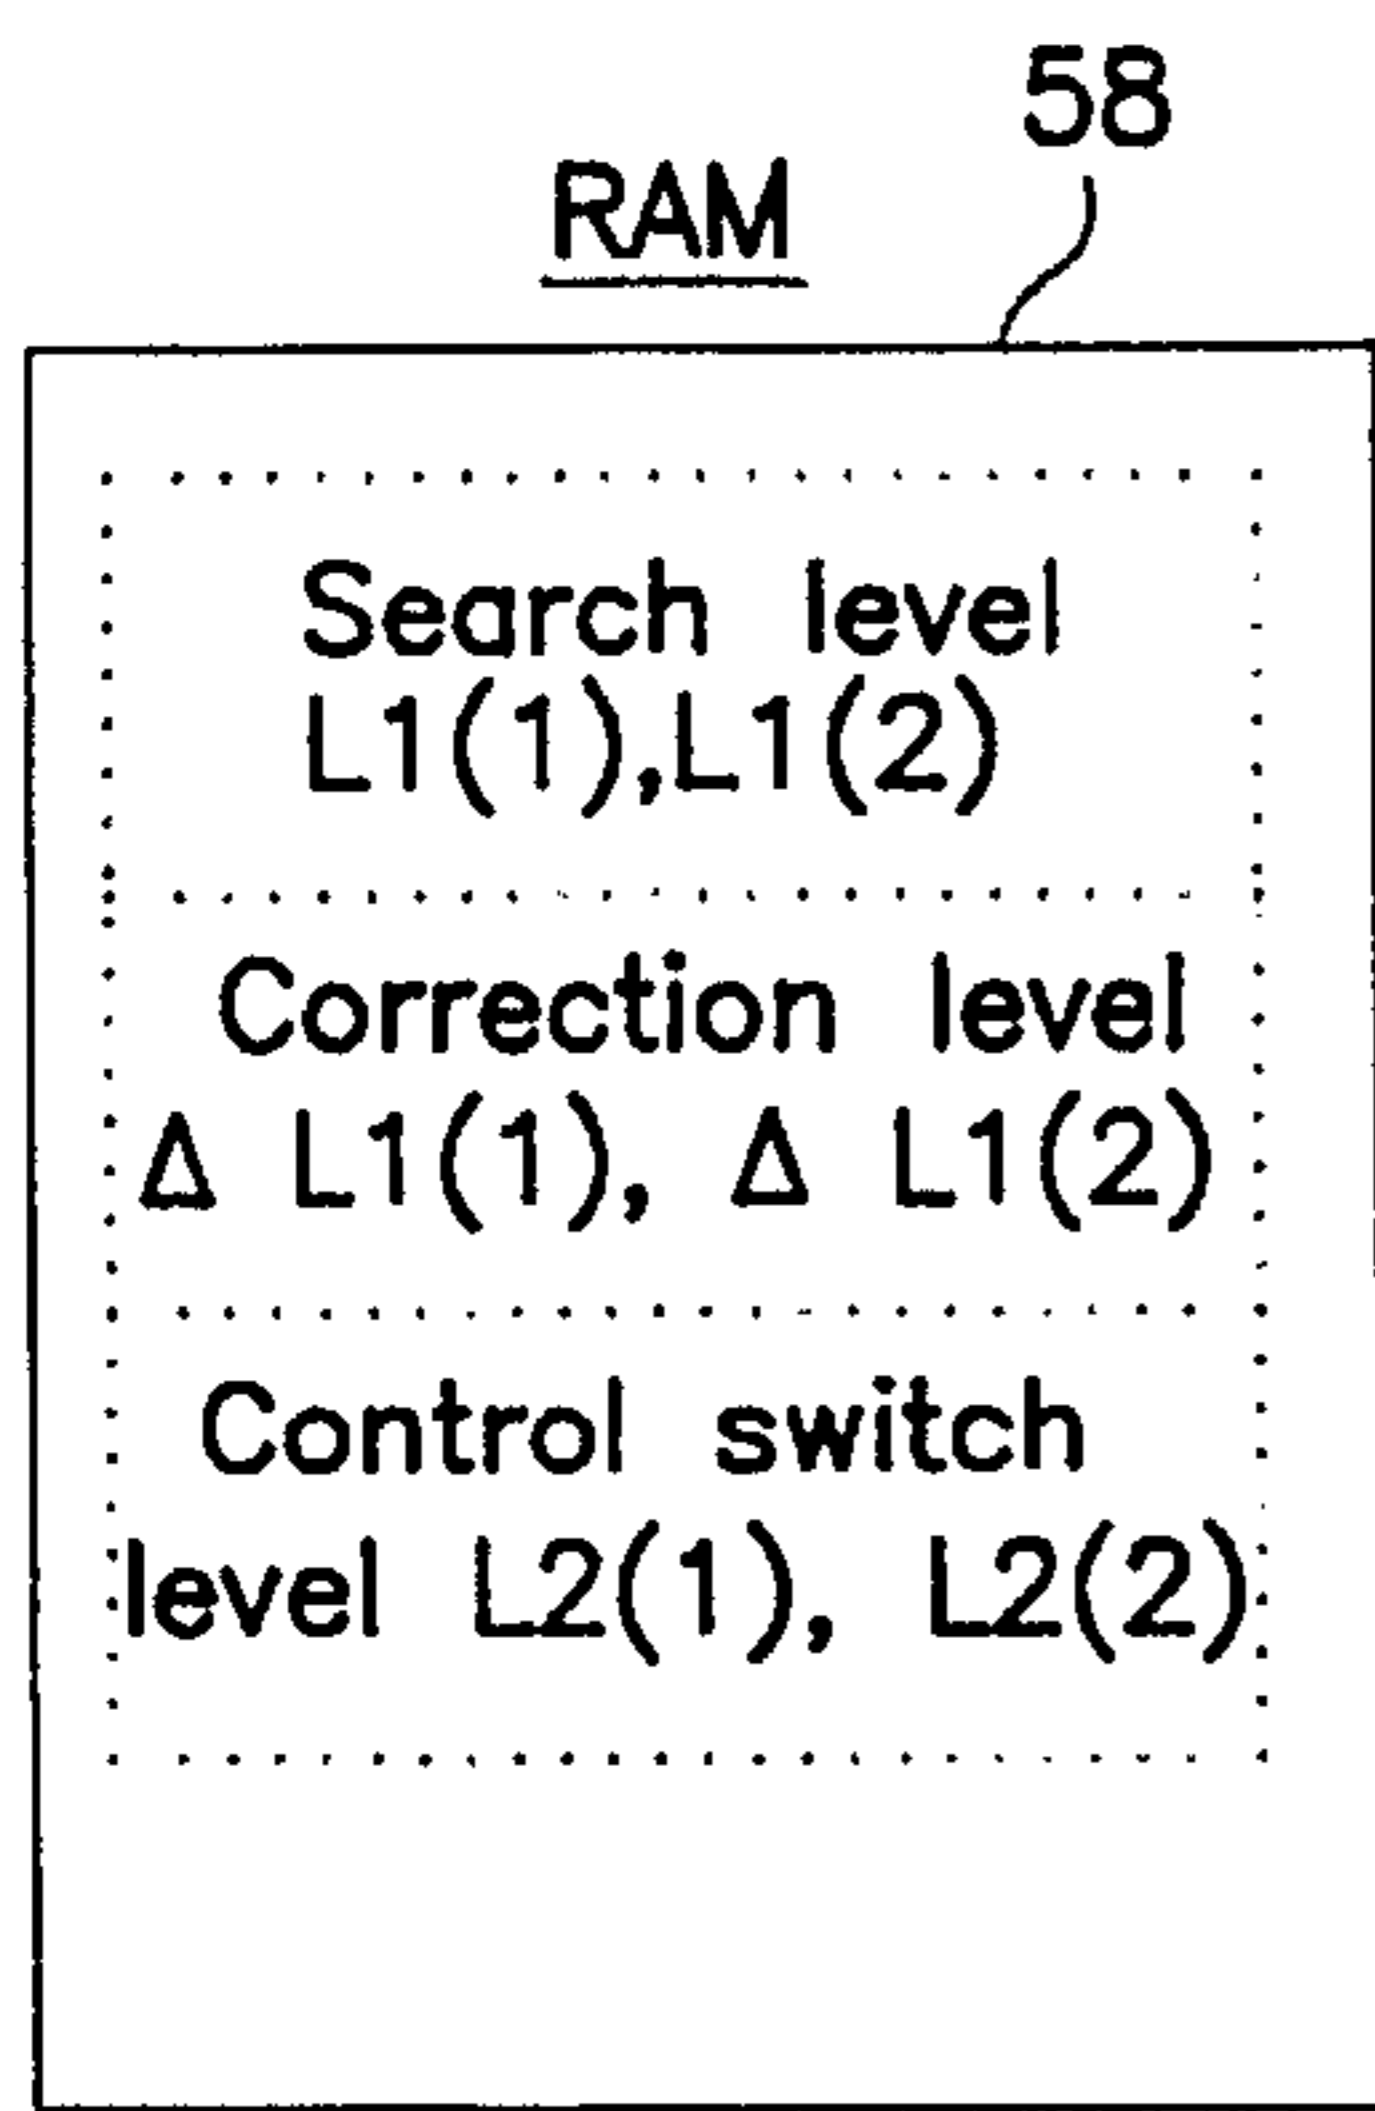 58
RAM
Search level
L1(1),L1(2)
Correction level
Δ L1(1), Δ L1(2)
Control switch
level L2(1), L2(2)